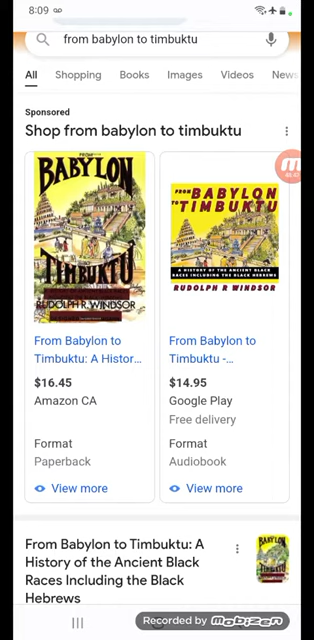 8:09
from babylon to timbuktu
All Shopping Books Images Videos News
Sponsored
Shop from babylon to timbuktu
FROM
BABYLON
TO
TIMBUKTU
RUDOLPH R. WINDSOR
From Babylon to
Timbuktu: A Histor...
$16.45
Amazon CA
Format
Paperback
View more
FROM BABYLON
TO TIMBUKTU
A HISTORY OF THE ANCIENT BLACK
RACES INCLUDING THE BLACK HEBREWS
RUDOLPH R WINDSOR
From Babylon to
Timbuktu -...
$14.95
Google Play
Free delivery
Format
Audiobook
View more
From Babylon to Timbuktu: A
History of the Ancient Black
Races Including the Black
Hebrews
BABYLON
Recorded by mobizen